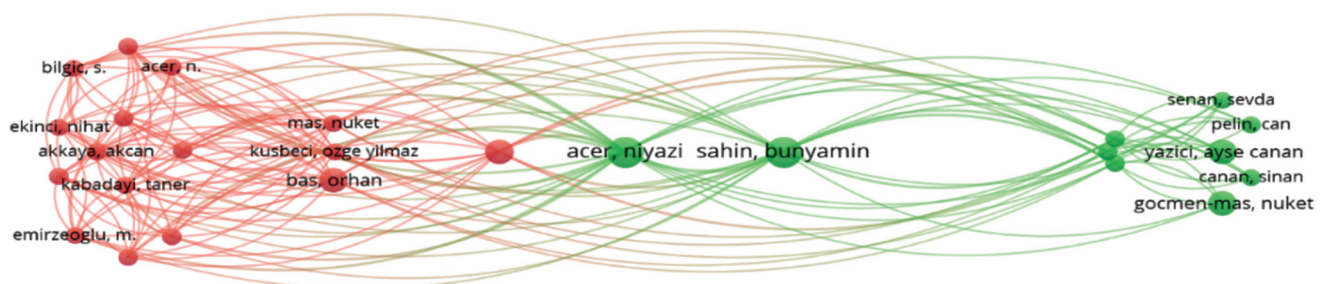 bilgic, s.
acer, n.
ekinci, nihat
akkaya, akcan
kabadayi, taner
emirzeoglu, m.
mas, nuket
kusbeci, ozge yilmaz
bas, orhan
acer, niyazi
sahin, bunyamin
senan, sevda
pelin, can
yazici, ayse canan
canan, sinan
gocmen-mas, nuket